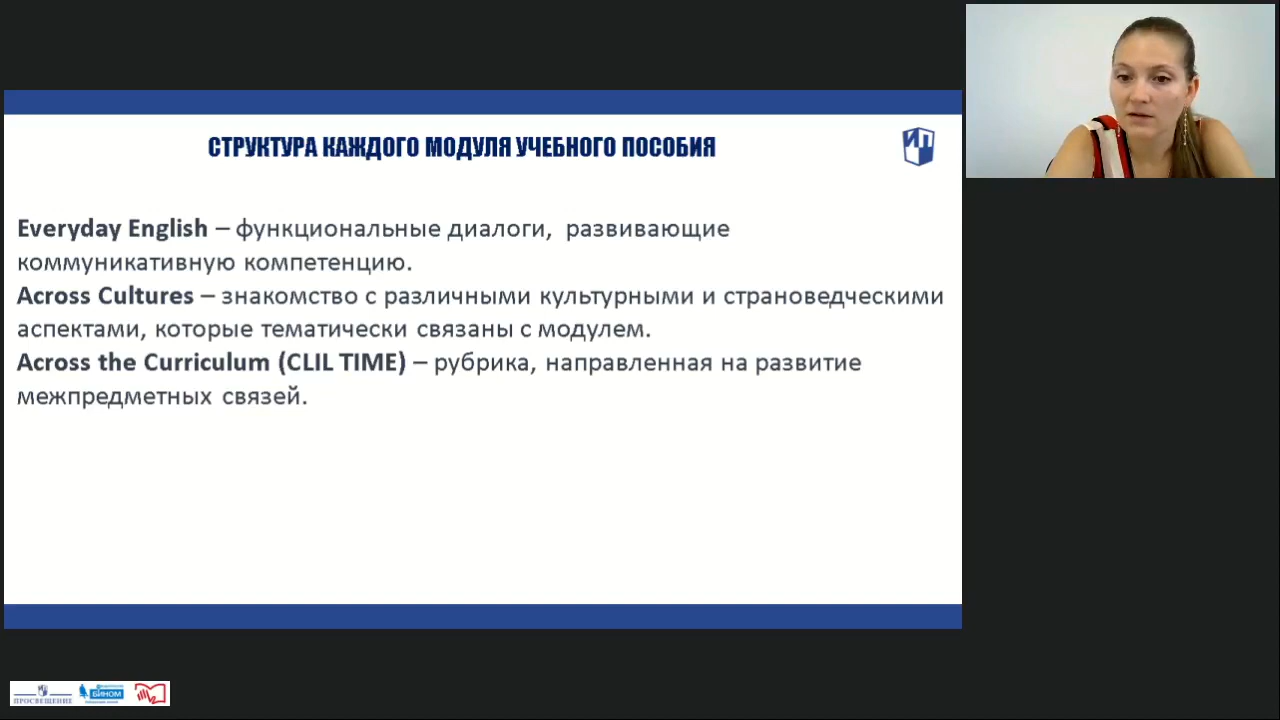 СТРУКТУРА КАЖДОГО МОДУЛЯ УЧЕБНОГО ПОСОБИЯ
Everyday English – функциональные диалоги, развивающие
коммуникативную компетенцию.
Across Cultures – знакомство с различными культурными и страноведческими
аспектами, которые тематически связаны с модулем.
Across the Curriculum (CLIL TIME) – рубрика, направленная на развитие
межпредметных связей.
ПРОСВЕЩЕНИЕ
БИНОМ